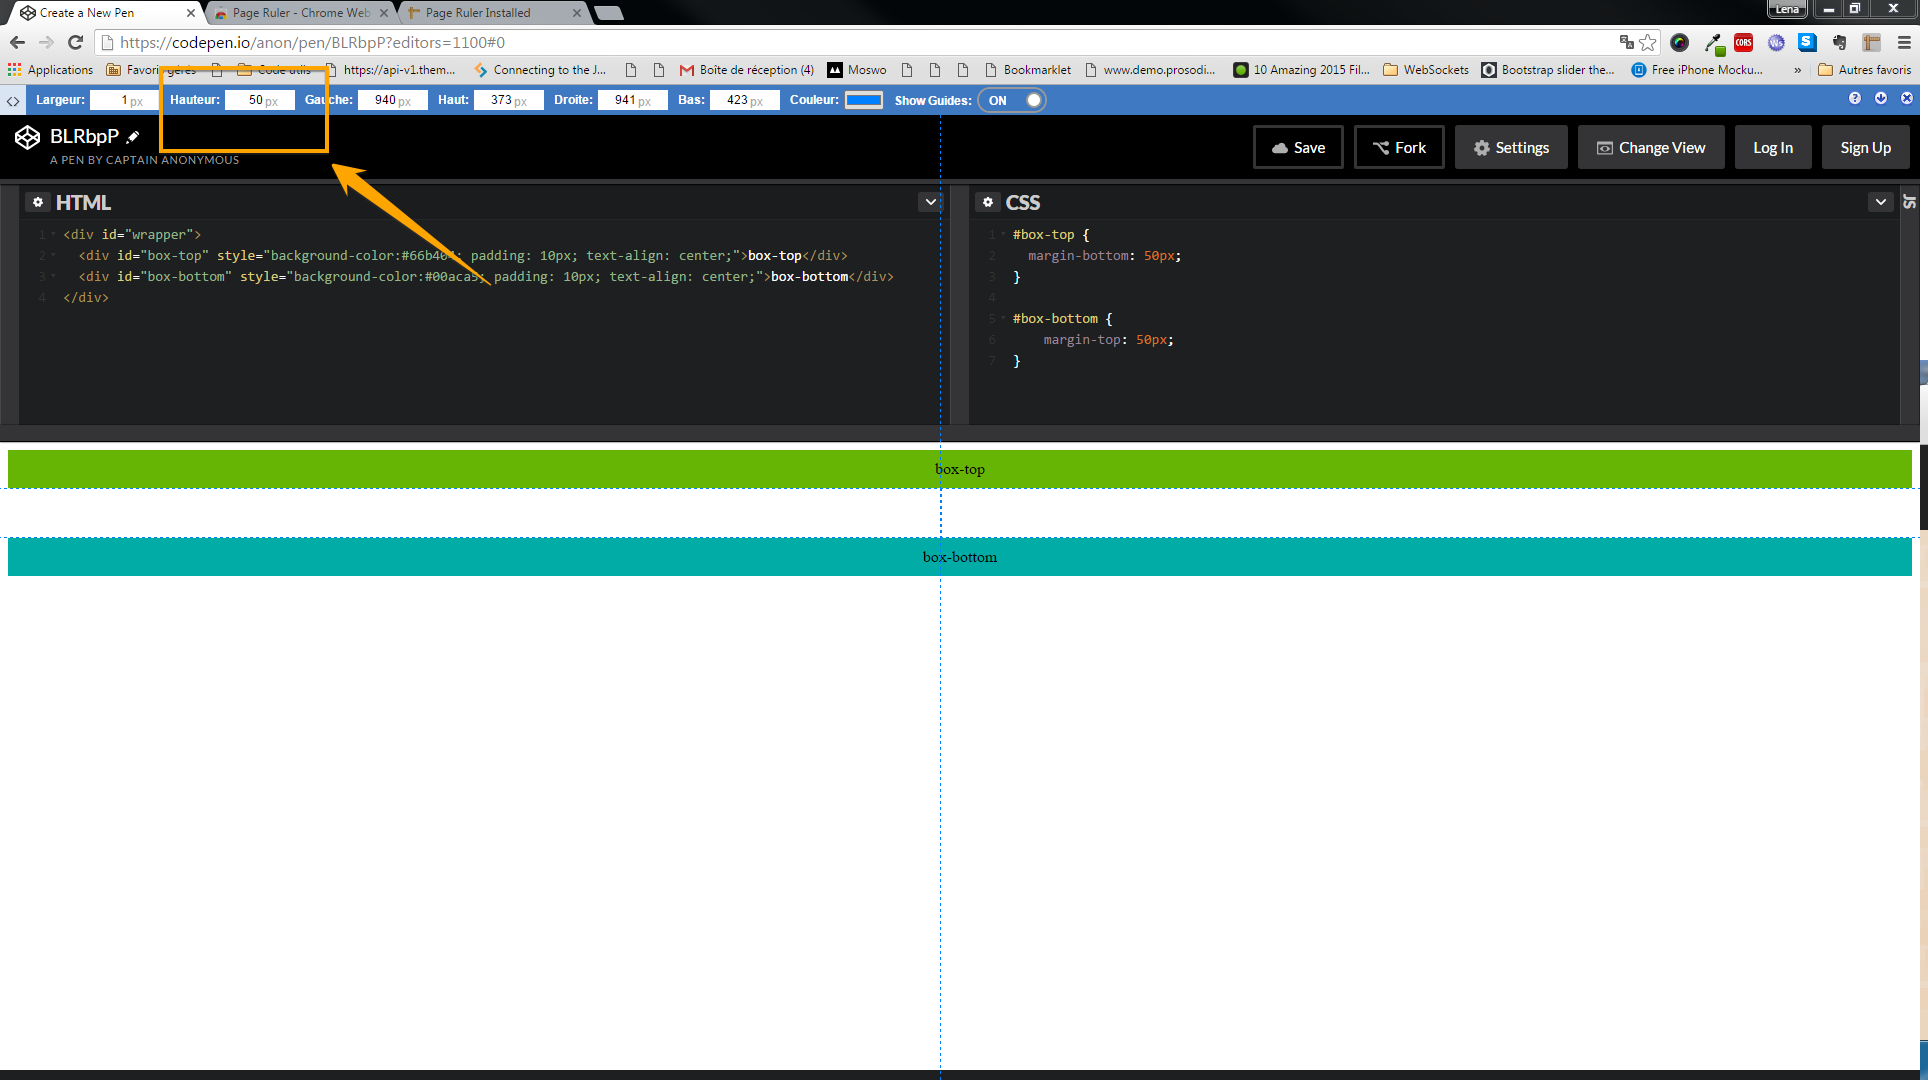 Create a New Pen
Page Ruler - Chrome Web
Page Ruler Installed
Lena
https://codepen.io/anon/pen/BLRbpP?editors=1100#0
Applications
Favoris gérés
Code utils
https://api-v1.them...
Connecting to the J...
Boîte de réception (4)
Moswo
Bookmarklet
www.demo.prosodi...
10 Amazing 2015 Fil...
WebSockets
Bootstrap slider the...
Free iPhone Mocku...
»
Autres favoris
Largeur: 1 px
Hauteur: 50 px
Gauche: 940 px
Haut: 373 px
Droite: 941 px
Bas: 423 px
Couleur:
Show Guides: ON
BLRbpP
A PEN BY CAPTAIN ANONYMOUS
Save
Fork
Settings
Change View
Log In
Sign Up
HTML
1 <div id="wrapper">
2 <div id="box-top" style="background-color:#66b40 ; padding: 10px; text-align: center;">box-top</div>
3 <div id="box-bottom" style="background-color:#00aca5; padding: 10px; text-align: center;">box-bottom</div>
4 </div>
CSS
1 #box-top {
2 margin-bottom: 50px;
3 }
4
5 #box-bottom {
6 margin-top: 50px;
7 }
JS
box-top
box-bottom